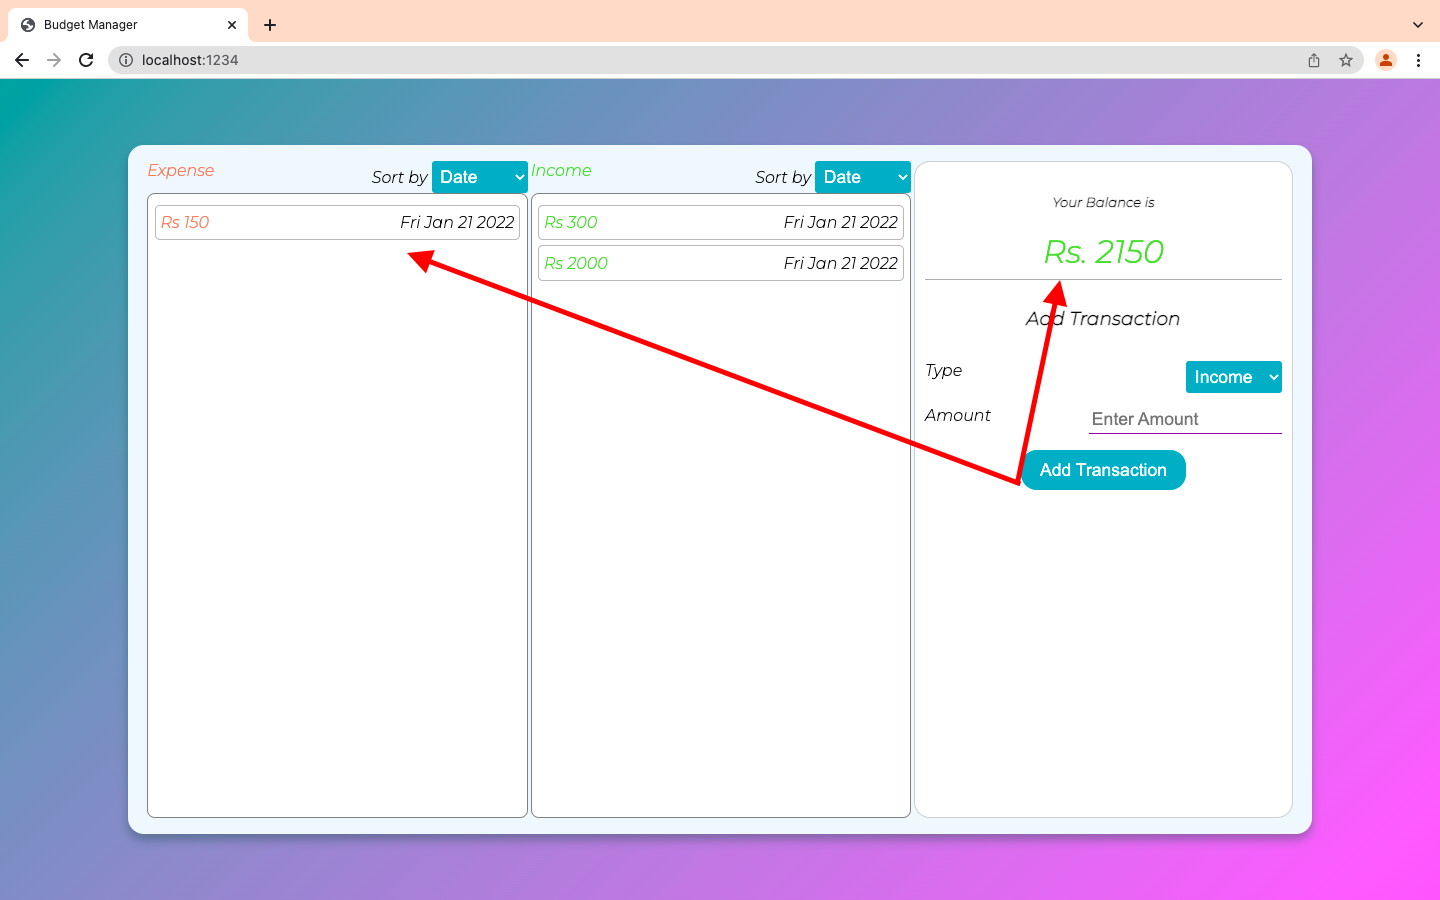 Budget Manager
localhost:1234
Expense
Sort by Date
Rs 150 Fri Jan 21 2022
Income
Sort by Date
Rs 300 Fri Jan 21 2022
Rs 2000 Fri Jan 21 2022
Your Balance is
Rs. 2150
Add Transaction
Type Income
Amount Enter Amount
Add Transaction